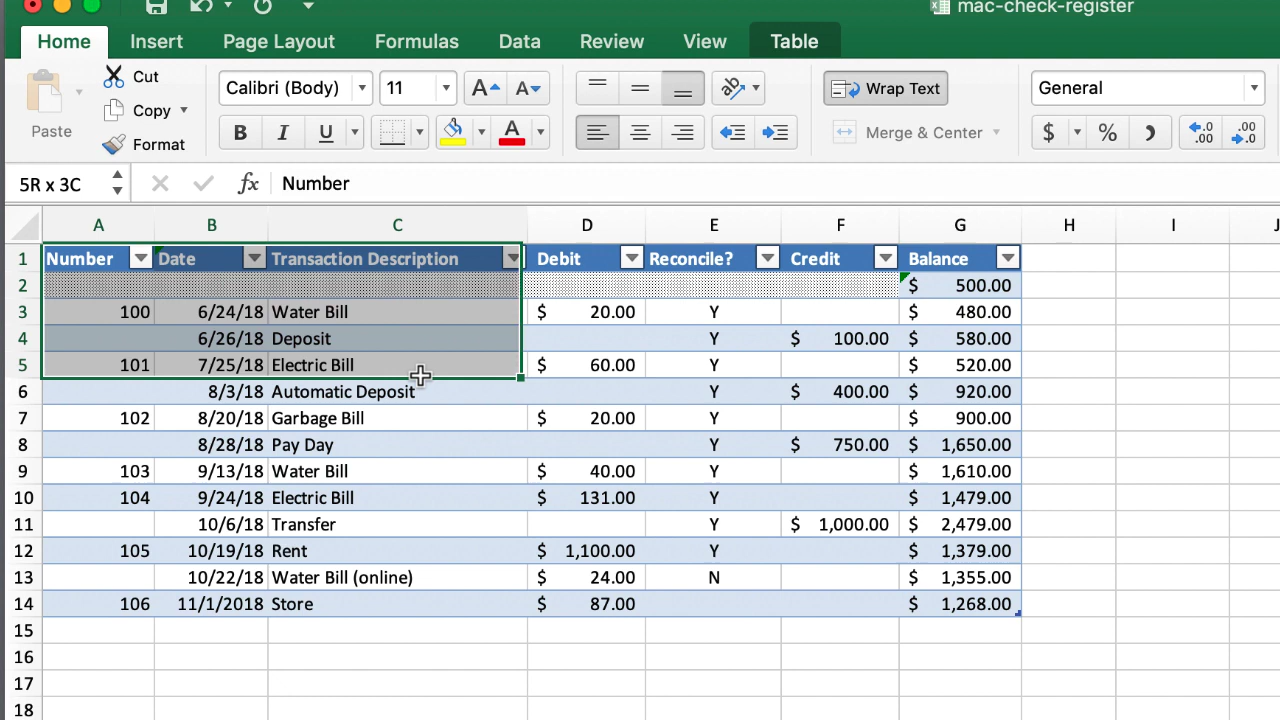 mac-check-register
Home Insert Page Layout Formulas Data Review View Table
Cut
Copy
Format
Paste
Calibri (Body) 11 A A
B I U A
ab
Wrap Text
Merge & Center
General
$ % ) .0 .00 .00 .0
5R x 3C fx Number
A B C D E F G H I J
1 Number Date Transaction Description Debit Reconcile? Credit Balance
2 $ 500.00
3 100 6/24/18 Water Bill $ 20.00 Y $ 480.00
4 6/26/18 Deposit Y $ 100.00 $ 580.00
5 101 7/25/18 Electric Bill $ 60.00 Y $ 520.00
6 8/3/18 Automatic Deposit Y $ 400.00 $ 920.00
7 102 8/20/18 Garbage Bill $ 20.00 Y $ 900.00
8 8/28/18 Pay Day Y $ 750.00 $ 1,650.00
9 103 9/13/18 Water Bill $ 40.00 Y $ 1,610.00
10 104 9/24/18 Electric Bill $ 131.00 Y $ 1,479.00
11 10/6/18 Transfer Y $ 1,000.00 $ 2,479.00
12 105 10/19/18 Rent $ 1,100.00 Y $ 1,379.00
13 10/22/18 Water Bill (online) $ 24.00 N $ 1,355.00
14 106 11/1/2018 Store $ 87.00 $ 1,268.00
15
16
17
18